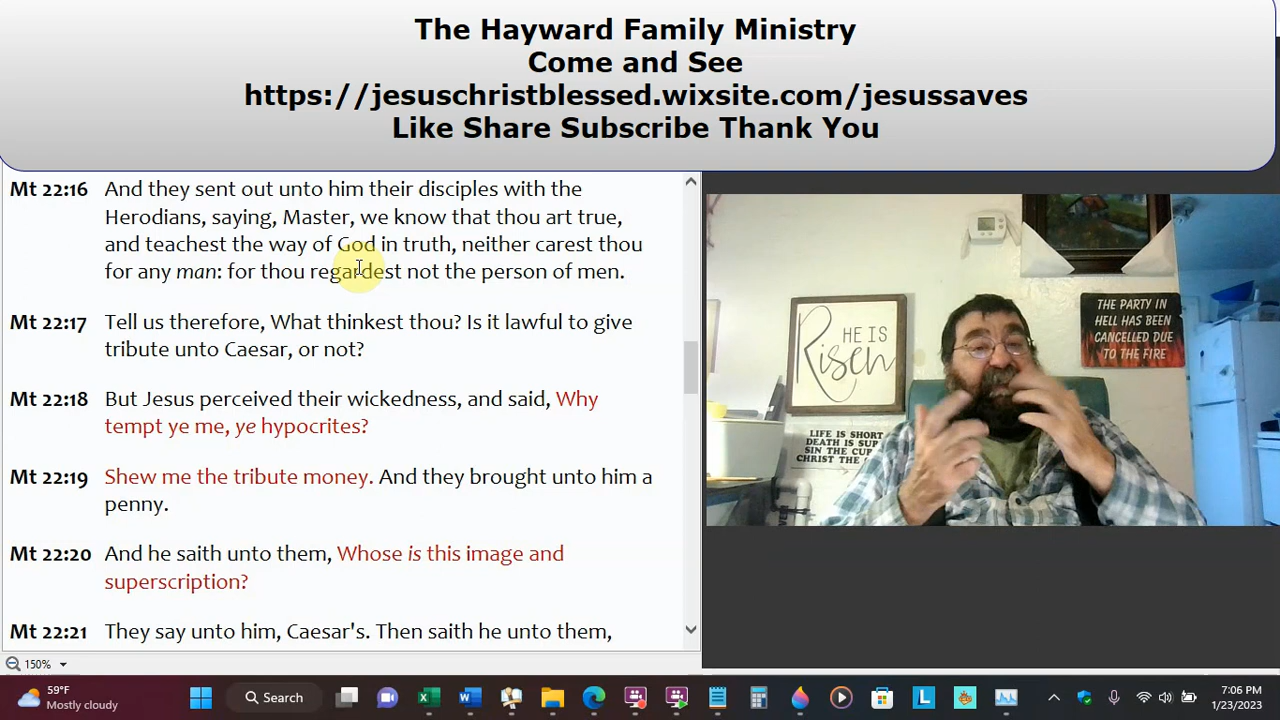 The Hayward Family Ministry
Come and See
https://jesuschristblessed.wixsite.com/jesussaves
Like Share Subscribe Thank You
Mt 22:16 And they sent out unto him their disciples with the
Herodians, saying, Master, we know that thou art true,
and teachest the way of God in truth, neither carest thou
for any man: for thou regardest not the person of men.
Mt 22:17 Tell us therefore, What thinkest thou? Is it lawful to give
tribute unto Caesar, or not?
Mt 22:18 But Jesus perceived their wickedness, and said, Why
tempt ye me, ye hypocrites?
Mt 22:19 Shew me the tribute money. And they brought unto him a
penny.
Mt 22:20 And he saith unto them, Whose is this image and
superscription?
Mt 22:21 They say unto him, Caesar's. Then saith he unto them,
HE IS
Risen
THE PARTY IN
HELL HAS BEEN
CANCELLED DUE
TO THE FIRE
LIFE IS SHORT
DEATH IS
SIN THE
CHRIST THE
150%
59°F
Mostly cloudy
Search
7:06 PM
1/23/2023